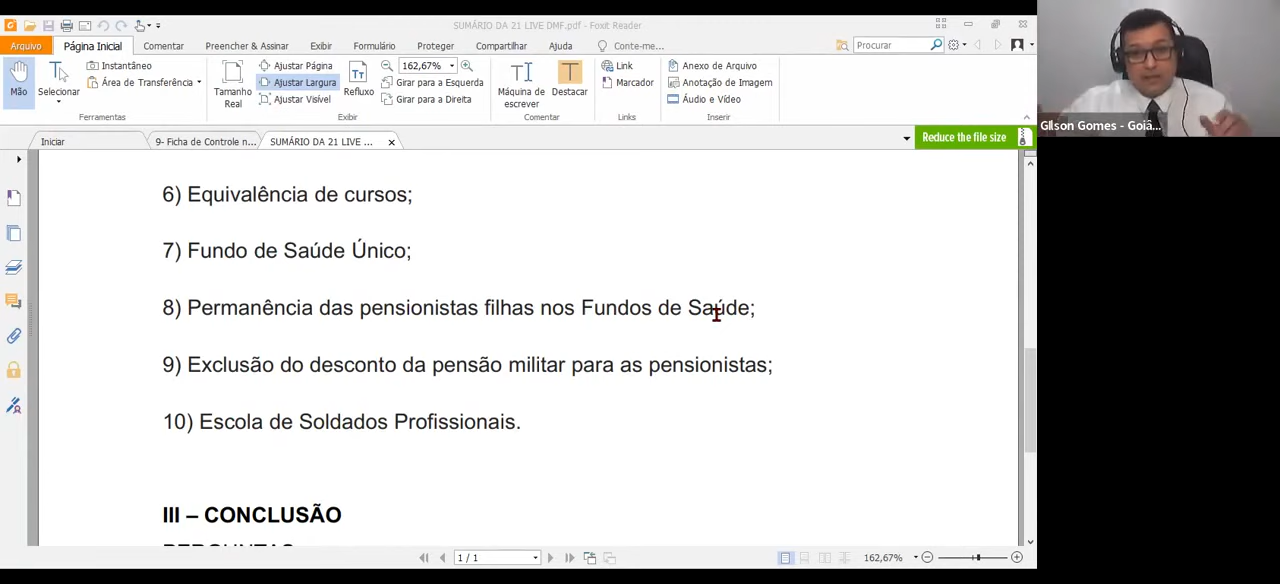 SUMÁRIO DA 21 LIVE DMF.pdf - Foxit Reader
Arquivo Página Inicial Comentar Preencher & Assinar Exibir Formulário Proteger Compartilhar Ajuda Conte-me... Procurar
Mão Selecionar Instantâneo Área de Transferência
Ferramentas
Tamanho Real Ajustar Página Ajustar Largura Ajustar Visível Refluxo 162,67% Girar para a Esquerda Girar para a Direita
Exibir
Máquina de escrever Destacar
Comentar
Link Marcador
Links
Anexo de Arquivo Anotação de Imagem Áudio e Vídeo
Inserir
Gilson Gomes - Goiâ...
Iniciar 9- Ficha de Controle n... SUMÁRIO DA 21 LIVE ... Reduce the file size
6) Equivalência de cursos;
7) Fundo de Saúde Único;
8) Permanência das pensionistas filhas nos Fundos de Saúde;
9) Exclusão do desconto da pensão militar para as pensionistas;
10) Escola de Soldados Profissionais.
III – CONCLUSÃO
PERGUNTAS
1 / 1 162,67%